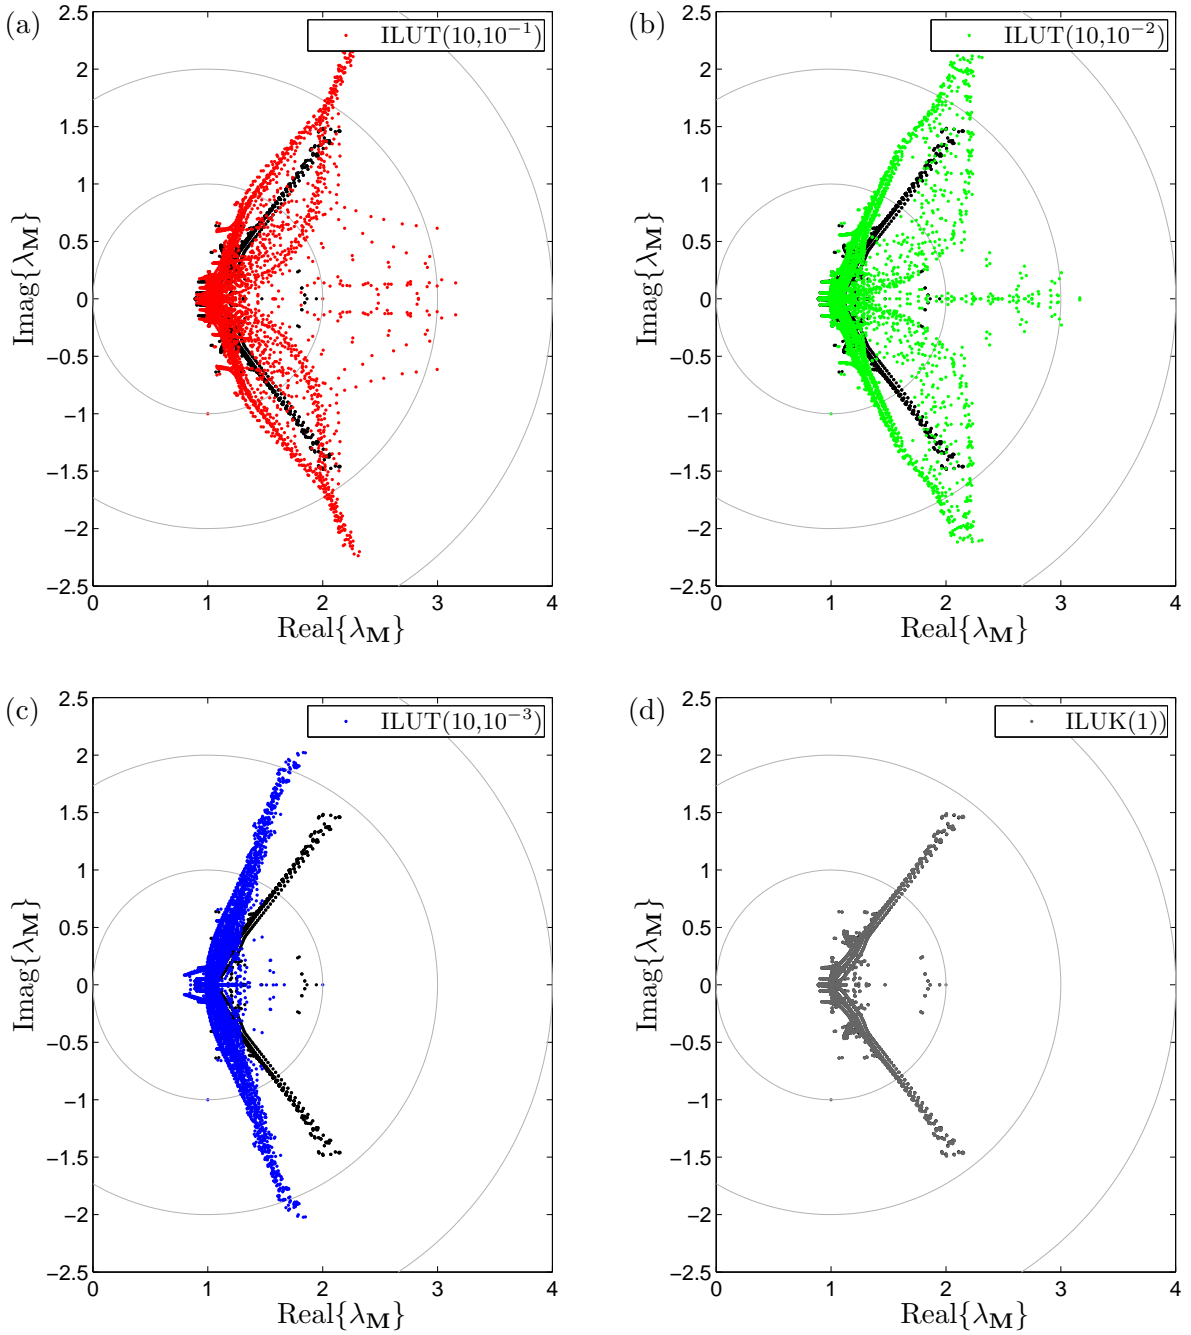 (a)
ILUT(10,10⁻¹)
2.5
2
1.5
1
0.5
0
−0.5
−1
−1.5
−2
−2.5
0 1 2 3 4
Imag{λ_M}
Real{λ_M}
(b)
ILUT(10,10⁻²)
2.5
2
1.5
1
0.5
0
−0.5
−1
−1.5
−2
−2.5
0 1 2 3 4
Imag{λ_M}
Real{λ_M}
(c)
ILUT(10,10⁻³)
2.5
2
1.5
1
0.5
0
−0.5
−1
−1.5
−2
−2.5
0 1 2 3 4
Imag{λ_M}
Real{λ_M}
(d)
ILUK(1))
2.5
2
1.5
1
0.5
0
−0.5
−1
−1.5
−2
−2.5
0 1 2 3 4
Imag{λ_M}
Real{λ_M}